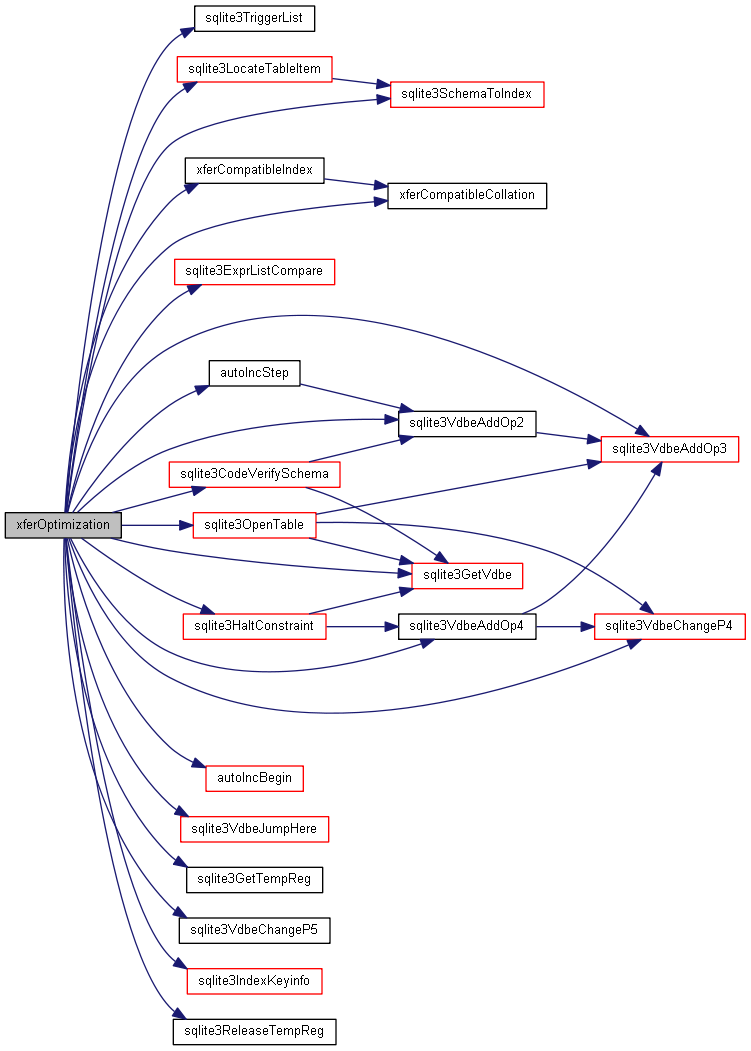 sqlite3TriggerList
sqlite3LocateTableItem
sqlite3SchemaToIndex
xferCompatibleIndex
xferCompatibleCollation
sqlite3ExprListCompare
autoIncStep
sqlite3VdbeAddOp2
sqlite3VdbeAddOp3
sqlite3CodeVerifySchema
xferOptimization
sqlite3OpenTable
sqlite3GetVdbe
sqlite3HaltConstraint
sqlite3VdbeAddOp4
sqlite3VdbeChangeP4
autoIncBegin
sqlite3VdbeJumpHere
sqlite3GetTempReg
sqlite3VdbeChangeP5
sqlite3IndexKeyinfo
sqlite3ReleaseTempReg